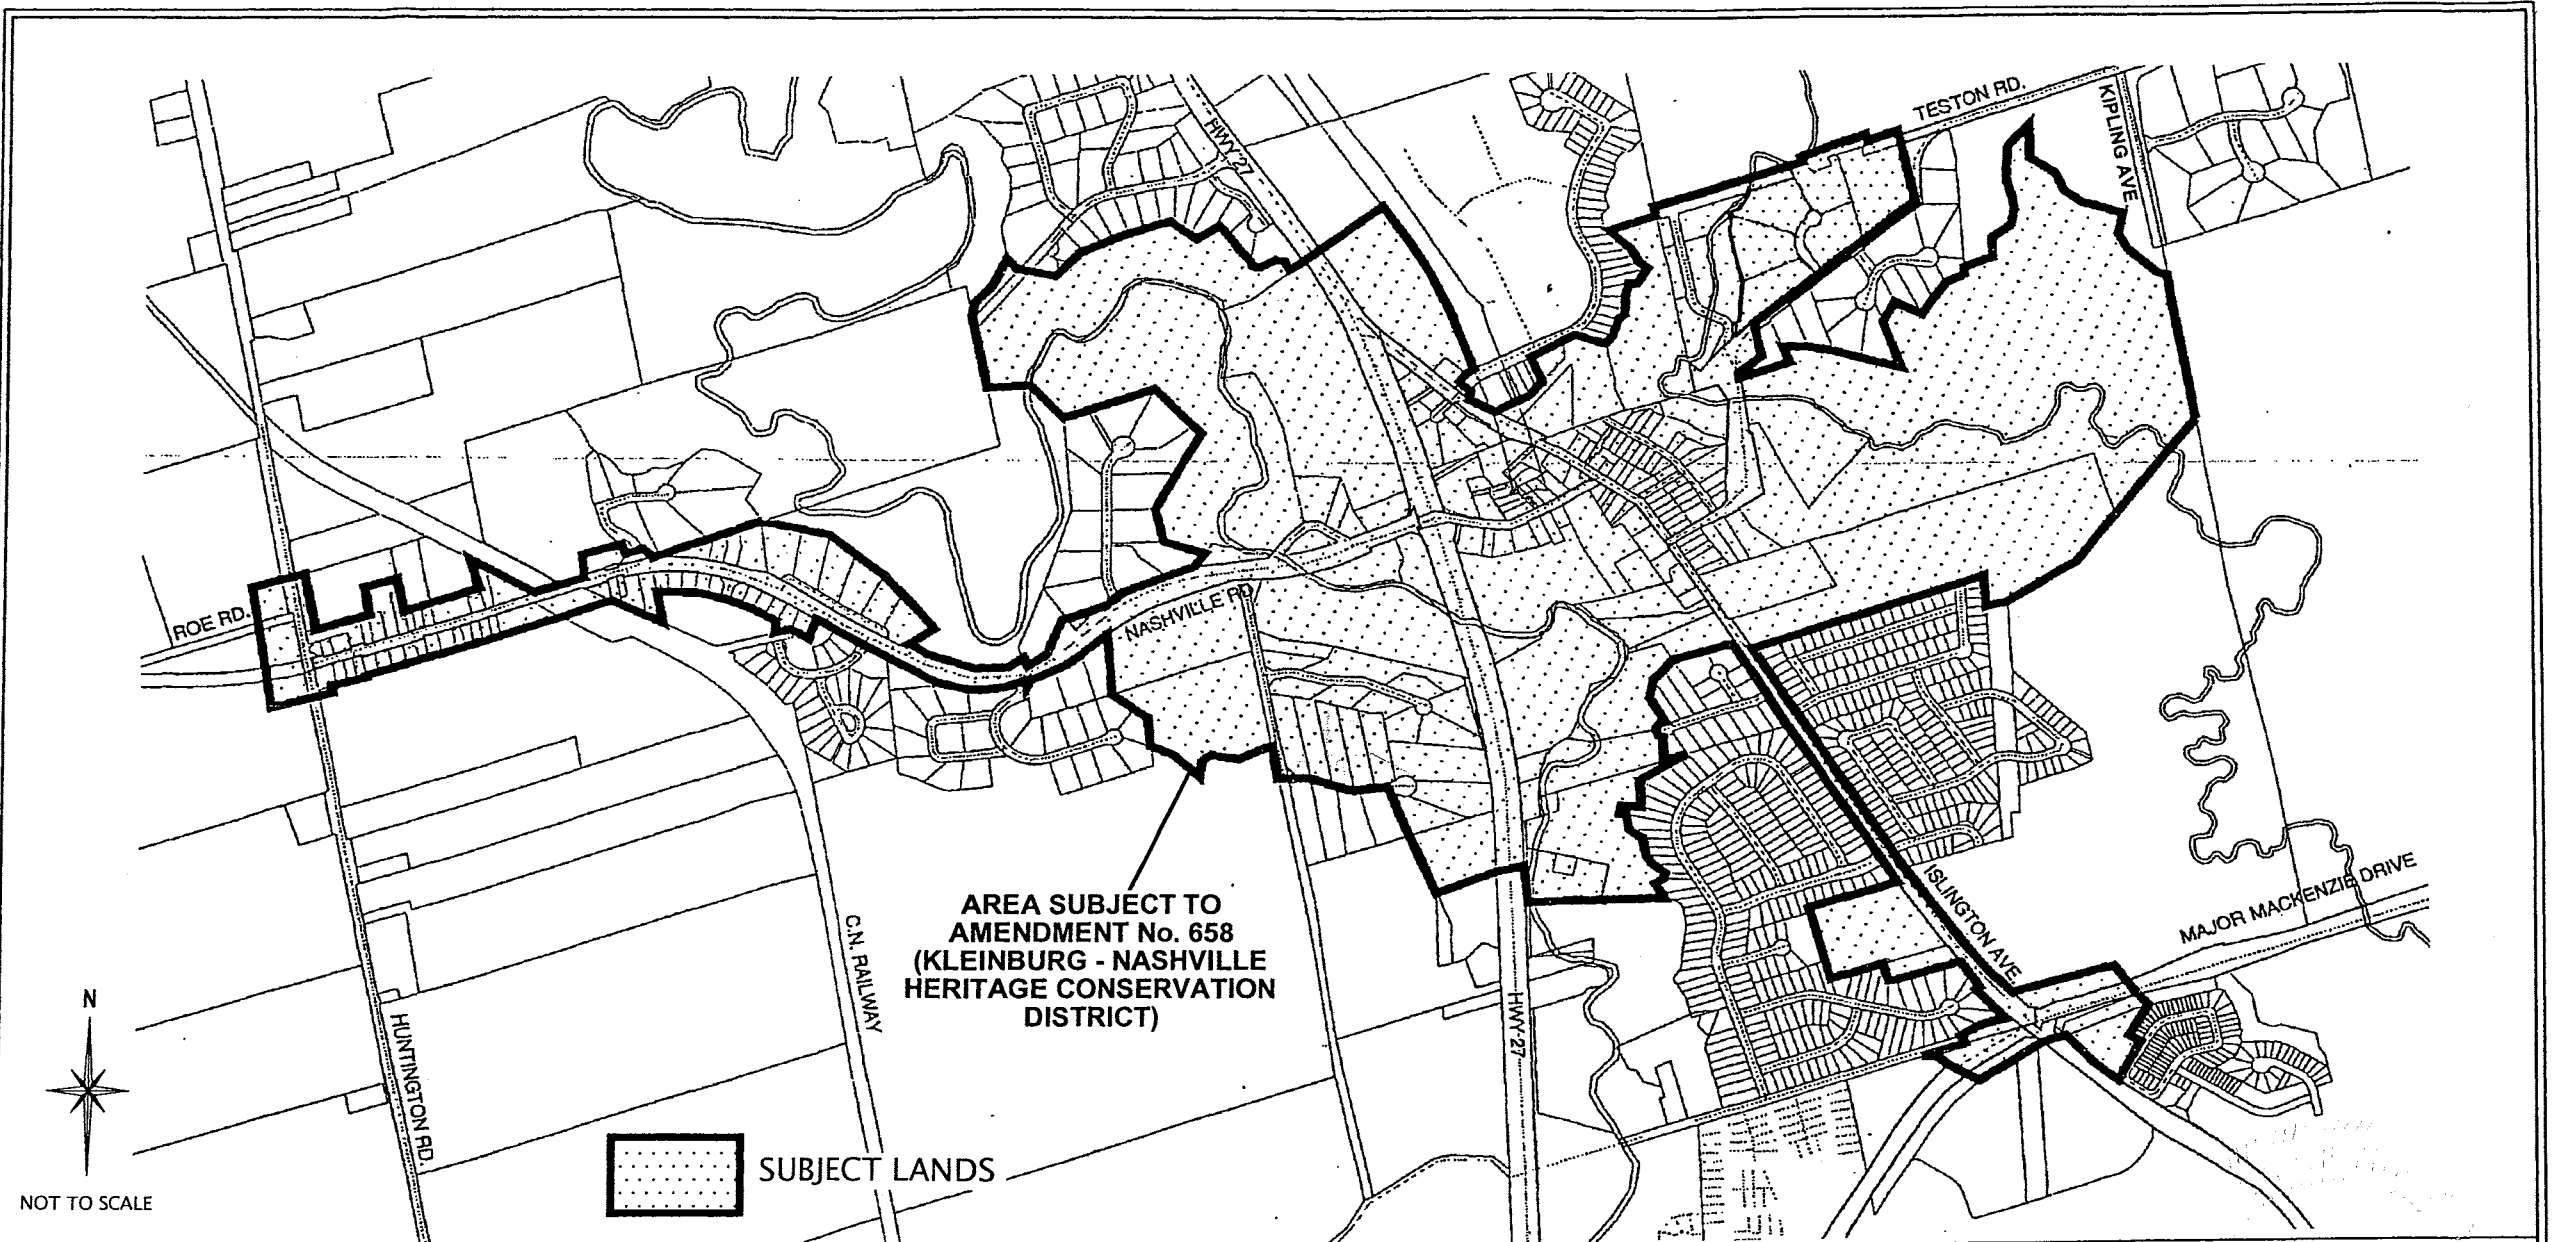 TESTON RD.
KIPLING AVE.
HWY 27
ROE RD.
NASHVILLE RD
ISLINGTON AVE.
MAJOR MACKENZIE DRIVE
AREA SUBJECT TO
AMENDMENT No. 658
(KLEINBURG - NASHVILLE
HERITAGE CONSERVATION
DISTRICT)
C.N. RAILWAY
HWY 27
HUNTINGTON RD.
N
NOT TO SCALE
SUBJECT LANDS